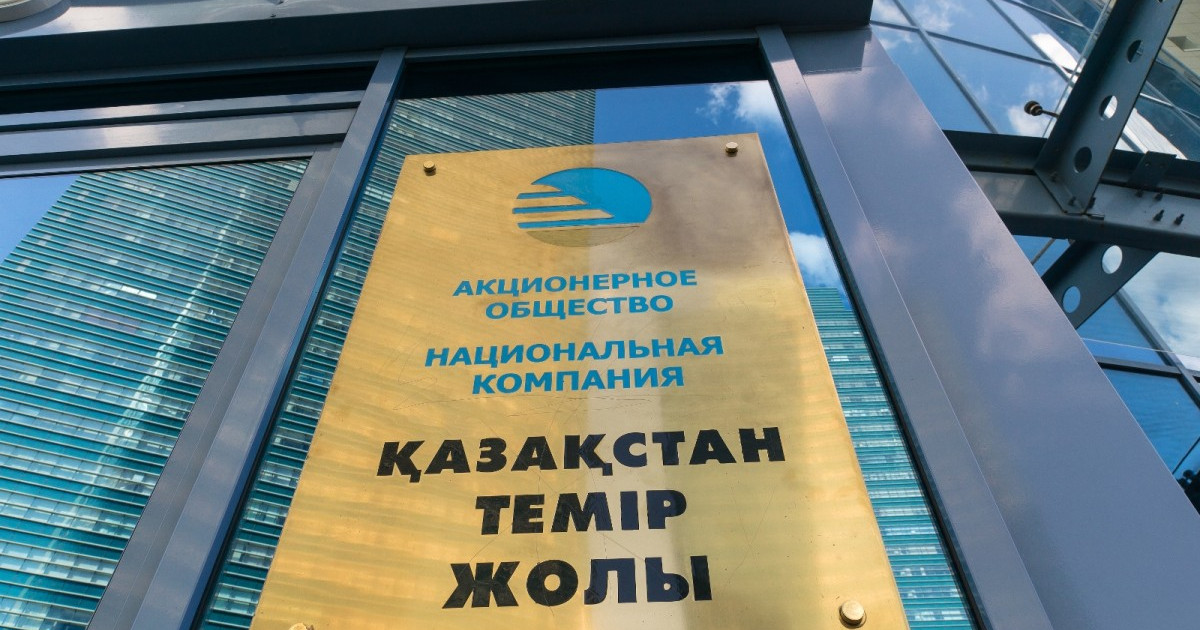 АКЦИОНЕРНОЕ
ОБЩЕСТВО
НАЦИОНАЛЬНАЯ
КОМПАНИЯ
ҚАЗАҚСТАН
ТЕМІР
ЖОЛЫ